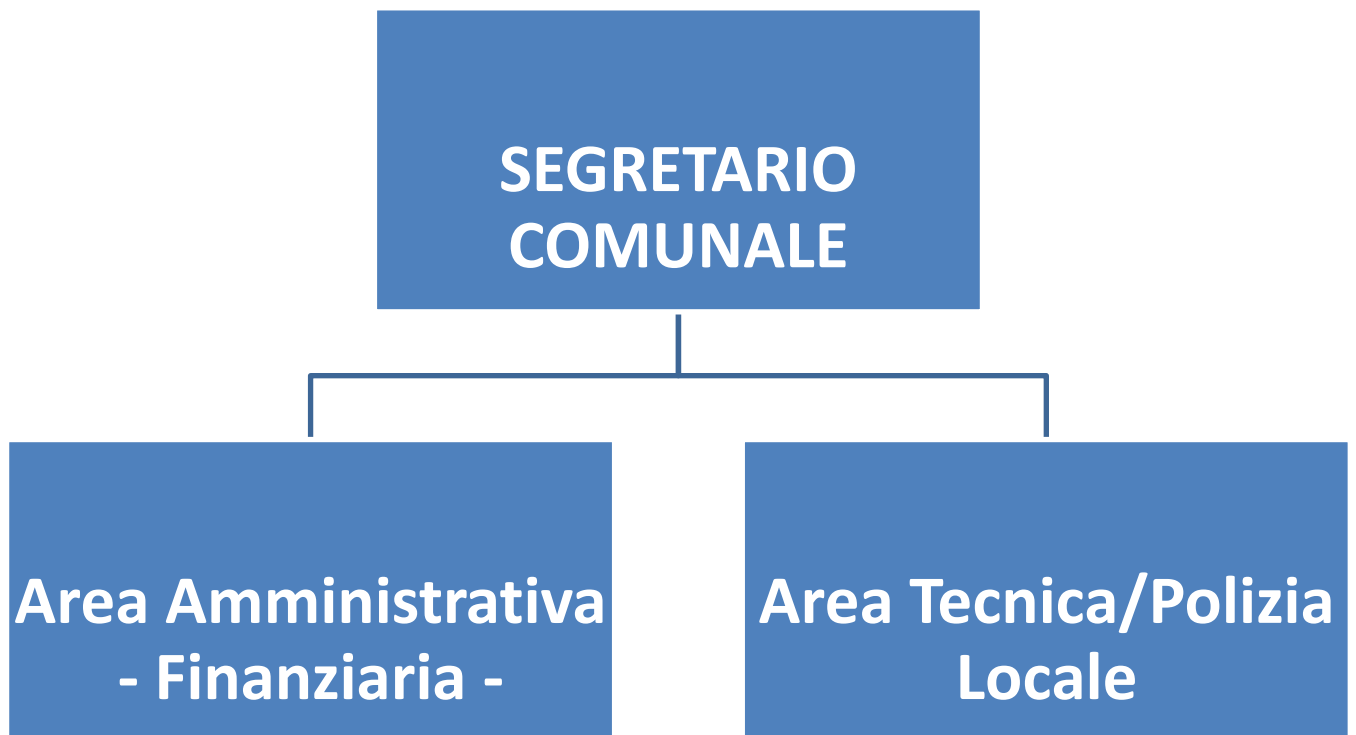 SEGRETARIO
COMUNALE
Area Amministrativa
- Finanziaria -
Area Tecnica/Polizia
Locale